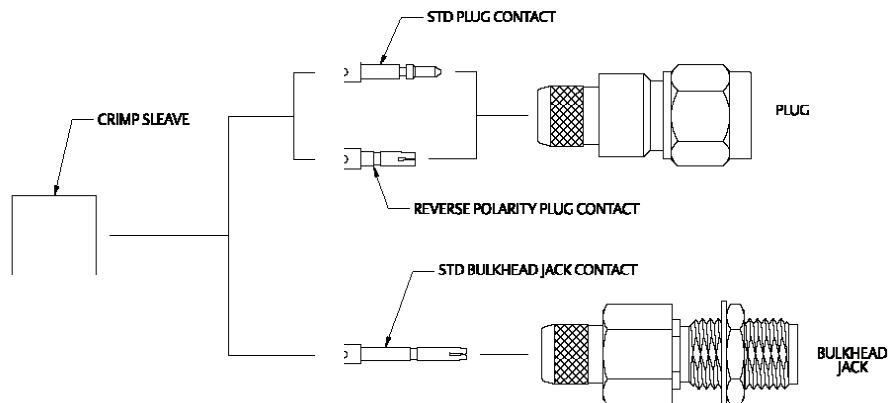 STD PLUG CONTACT
PLUG
CRIMP SLEAVE
REVERSE POLARITY PLUG CONTACT
STD BULKHEAD JACK CONTACT
BULKHEAD
JACK